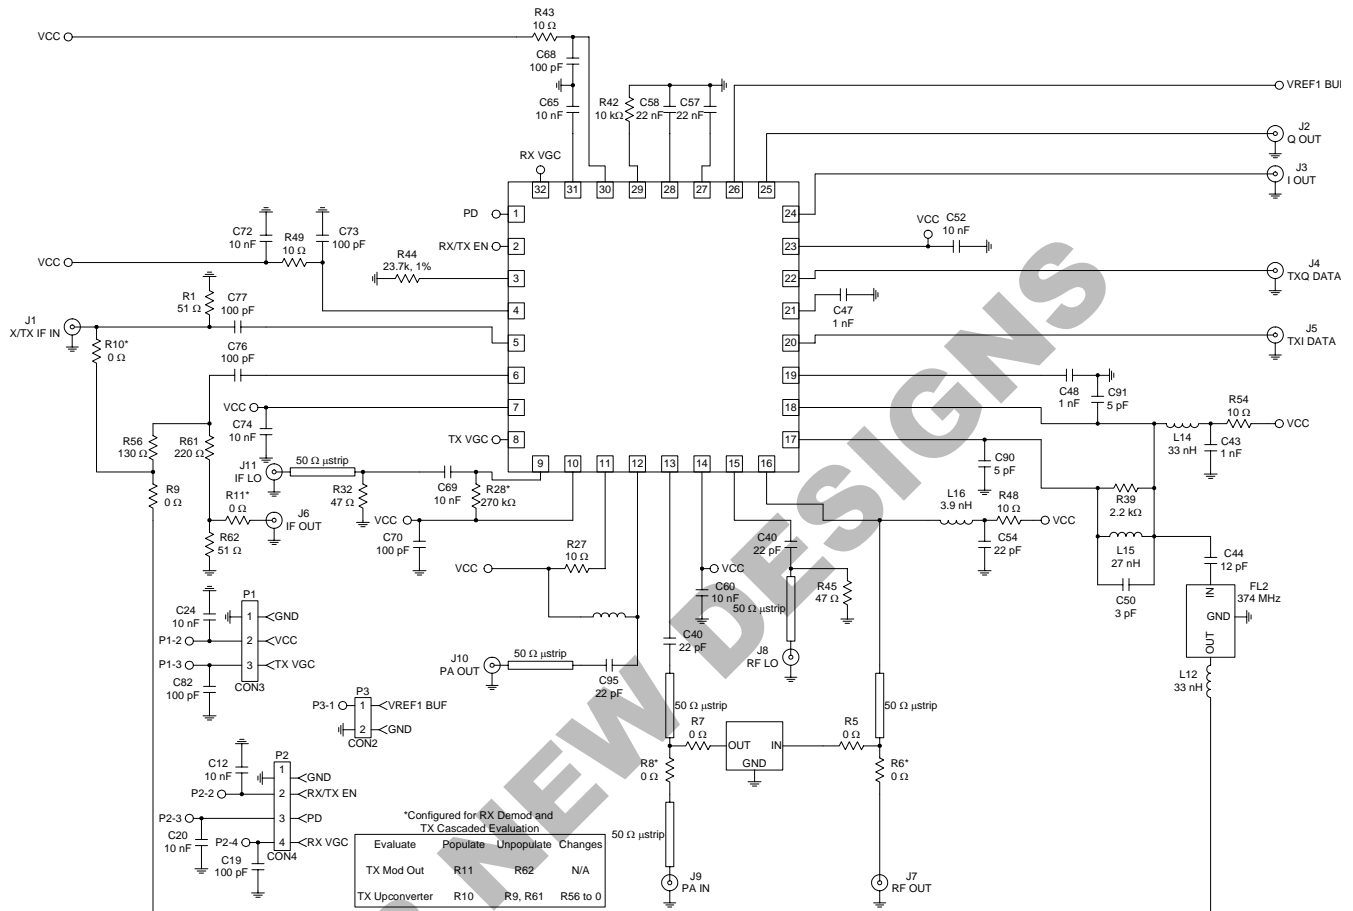 R43
10 Ω
VCC
C68
100 pF
C65
10 nF
R42
10 kΩ
C58
22 nF
C57
22 nF
VREF1 BU
J2
Q OUT
J3
I OUT
RX VGC
32
31
30
29
28
27
26
25
PD
1
RX/TX EN
2
R44
23.7k, 1%
3
4
5
6
7
8
C72
10 nF
R49
10 Ω
C73
100 pF
VCC
R1
51 Ω
C77
100 pF
J1
X/TX IF IN
R10*
0 Ω
C76
100 pF
VCC
C74
10 nF
TX VGC
24
VCC
C52
10 nF
23
22
J4
TXQ DATA
21
C47
1 nF
20
J5
TXI DATA
19
C48
1 nF
C91
5 pF
18
R54
10 Ω
VCC
L14
33 nH
C43
1 nF
17
C90
5 pF
R56
130 Ω
R61
220 Ω
R9
0 Ω
R11*
0 Ω
J6
IF OUT
R62
51 Ω
J11
IF LO
50 Ω µstrip
R32
47 Ω
C69
10 nF
R28*
270 kΩ
9
10
11
12
13
14
15
16
VCC
C70
100 pF
R27
10 Ω
VCC
L16
3.9 nH
R48
10 Ω
VCC
C54
22 pF
R39
2.2 kΩ
L15
27 nH
C50
3 pF
C44
12 pF
FL2
374 MHz
IN
GND
OUT
L12
33 nH
C40
22 pF
VCC
C60
10 nF
50 Ω µstrip
R45
47 Ω
J8
RF LO
C40
22 pF
J10
PA OUT
50 Ω µstrip
C95
22 pF
50 Ω µstrip
50 Ω µstrip
R7
0 Ω
OUT
IN
GND
R5
0 Ω
R8*
0 Ω
R6*
0 Ω
50 Ω µstrip
J9
PA IN
J7
RF OUT
P1
C24
10 nF
1
GND
P1-2
2
VCC
P1-3
3
TX VGC
C82
100 pF
CON3
P3
P3-1
1
VREF1 BUF
2
GND
CON2
P2
C12
10 nF
1
GND
P2-2
2
RX/TX EN
P2-3
3
PD
C20
10 nF
P2-4
4
RX VGC
C19
100 pF
CON4
*Configured for RX Demod and
TX Cascaded Evaluation
Evaluate Populate Unpopulate Changes
TX Mod Out R11 R62 N/A
TX Upconverter R10 R9, R61 R56 to 0
NEW DESIGNS